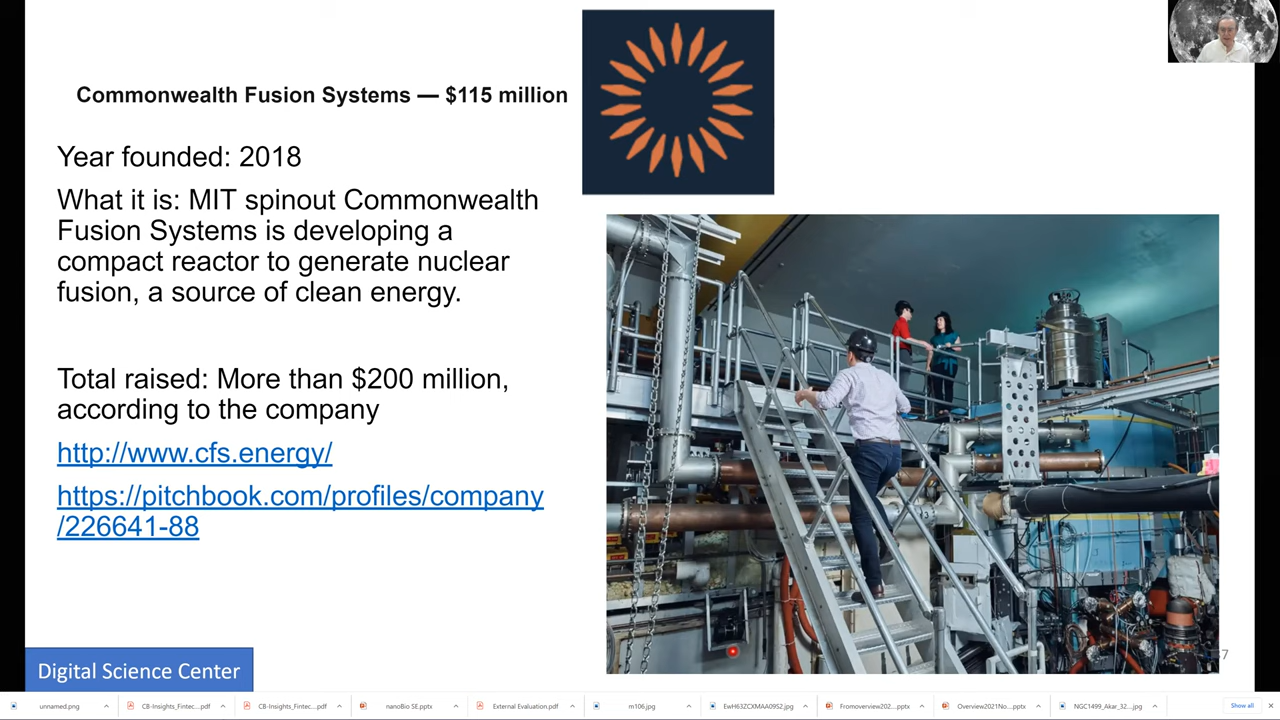 Commonwealth Fusion Systems — $115 million
Year founded: 2018
What it is: MIT spinout Commonwealth
Fusion Systems is developing a
compact reactor to generate nuclear
fusion, a source of clean energy.
Total raised: More than $200 million,
according to the company
http://www.cfs.energy/
https://pitchbook.com/profiles/company
/226641-88
Digital Science Center
unnamed.png
CB-Insights_Fintec....pdf
CB-Insights_Fintec....pdf
nanoBio SE.pptx
External Evaluation.pdf
m106.jpg
EwH63ZCXMAA09S2.jpg
Fromoverview202....pptx
Overview2021No....pptx
NGC1499_Akar_32....jpg
Show all